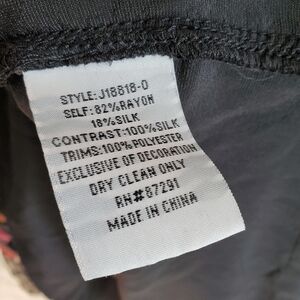 STYLE: J18818-O
SELF: 82%RAYON
18%SILK
CONTRAST: 100%SILK
TRIMS: 100% POLYESTER
EXCLUSIVE OF DECORATION
DRY CLEAN ONLY
RN#87291
MADE IN CHINA